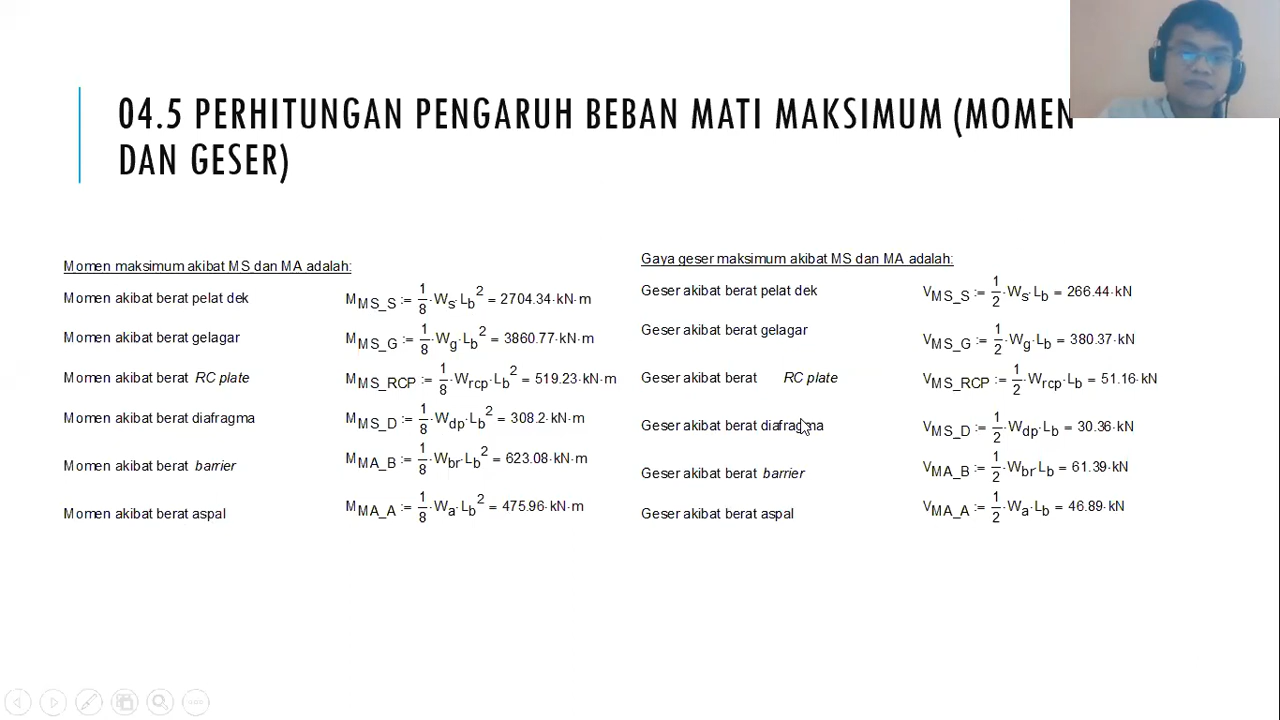 04.5 PERHITUNGAN PENGARUH BEBAN MATI MAKSIMUM (MOMEN
DAN GESER)
Momen maksimum akibat MS dan MA adalah:
Momen akibat berat pelat dek M_MS_S := 1/8·W_s·L_b^2 = 2704.34·kN·m
Momen akibat berat gelagar M_MS_G := 1/8·W_g·L_b^2 = 3860.77·kN·m
Momen akibat berat RC plate M_MS_RCP := 1/8·W_rcp·L_b^2 = 519.23·kN·m
Momen akibat berat diafragma M_MS_D := 1/8·W_dp·L_b^2 = 308.2·kN·m
Momen akibat berat barrier M_MA_B := 1/8·W_br·L_b^2 = 623.08·kN·m
Momen akibat berat aspal M_MA_A := 1/8·W_a·L_b^2 = 475.96·kN·m
Gaya geser maksimum akibat MS dan MA adalah:
Geser akibat berat pelat dek V_MS_S := 1/2·W_s·L_b = 266.44·kN
Geser akibat berat gelagar V_MS_G := 1/2·W_g·L_b = 380.37·kN
Geser akibat berat RC plate V_MS_RCP := 1/2·W_rcp·L_b = 51.16·kN
Geser akibat berat diafragma V_MS_D := 1/2·W_dp·L_b = 30.36·kN
Geser akibat berat barrier V_MA_B := 1/2·W_br·L_b = 61.39·kN
Geser akibat berat aspal V_MA_A := 1/2·W_a·L_b = 46.89·kN